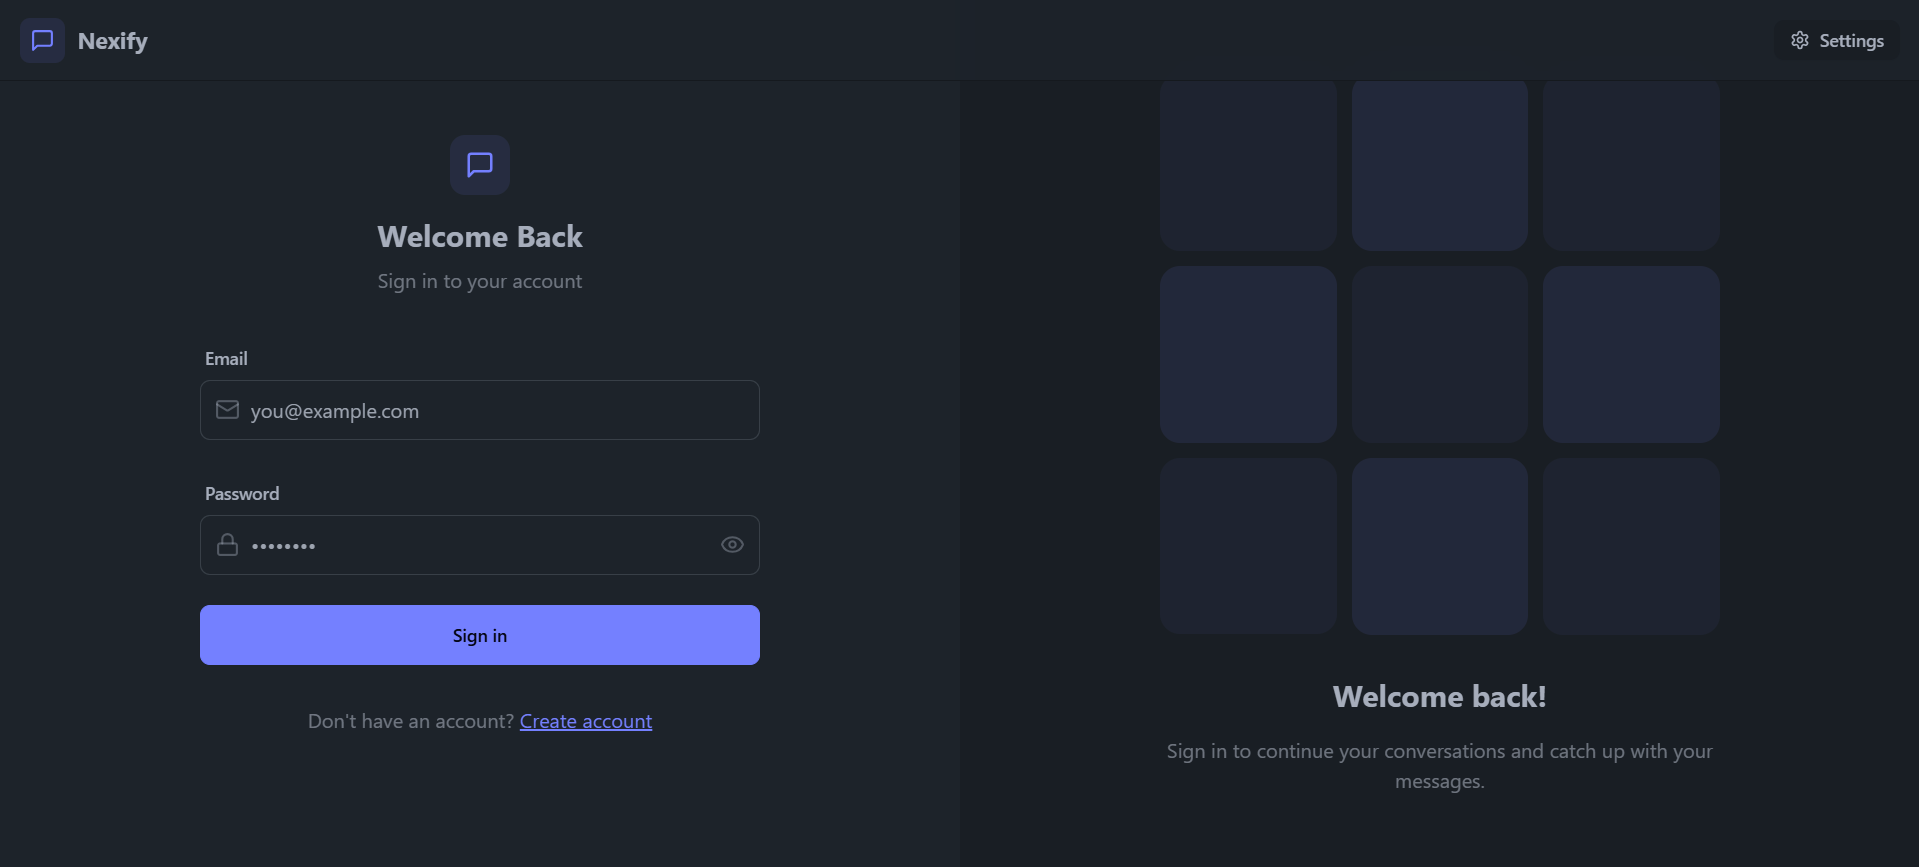 Nexify
Settings
Welcome Back
Sign in to your account
Email
you@example.com
Password
••••••••
Sign in
Don't have an account? Create account
Welcome back!
Sign in to continue your conversations and catch up with your
messages.